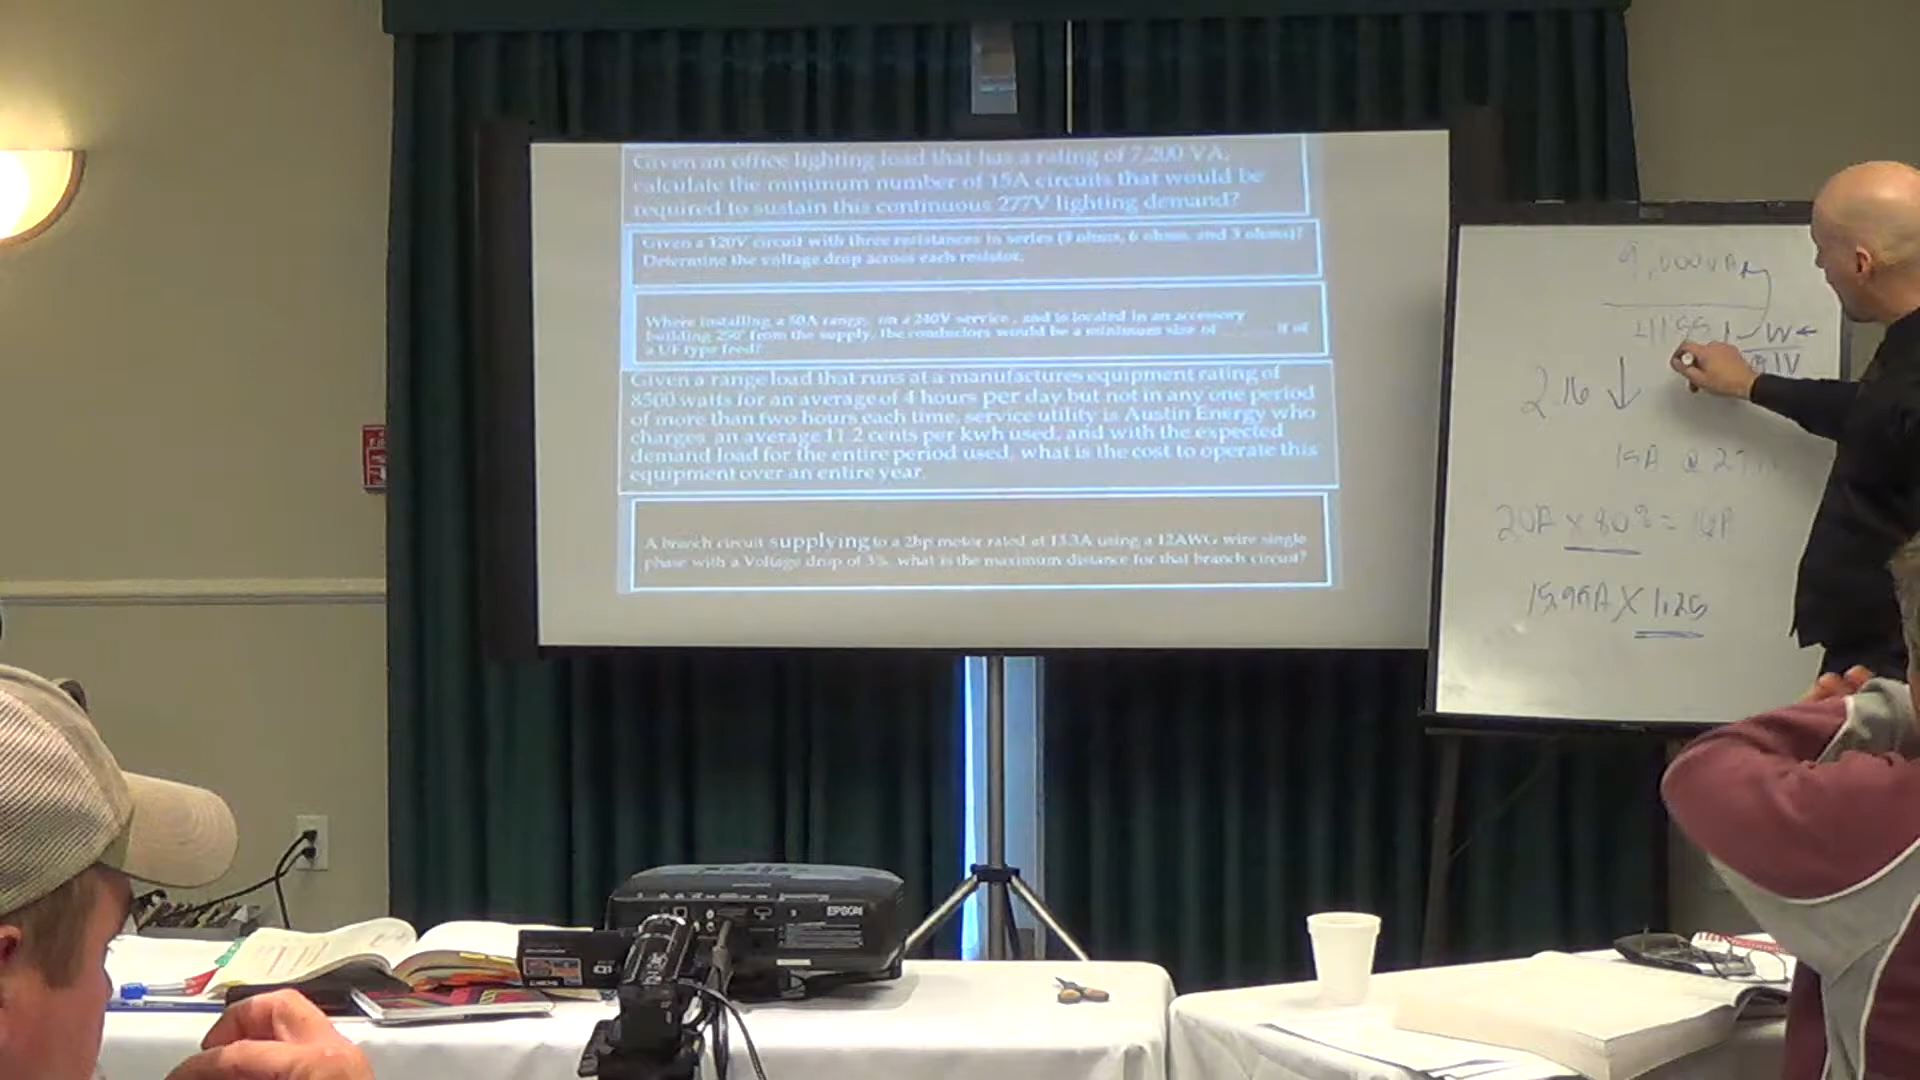 Given an office lighting load that has a rating of 7,200 VA,
calculate the minimum number of 15A circuits that would be
required to sustain this continuous 277V lighting demand?
Given a 120V circuit with three resistances in series (9 ohms, 6 ohms, and 3 ohms)?
Determine the voltage drop across each resistor.
Where installing a 50A range, on a 240V service, and is located in an accessory
building 250' from the supply, the conductors would be a minimum size of ______ if of
a UF type feed?
Given a range load that runs at a manufactures equipment rating of
8500 watts for an average of 4 hours per day but not in any one period
of more than two hours each time, service utility is Austin Energy who
charges an average 11.2 cents per kwh used, and with the expected
demand load for the entire period used, what is the cost to operate this
equipment over an entire year.
A branch circuit supplying to a 2hp motor rated at 13.3A using a 12AWG wire single
phase with a Voltage drop of 3%, what is the maximum distance for that branch circuit?
9,000VA
4155
W
2.16
15A @ 27
20A x 80% = 16A
15.99A X 1.25
EPSON